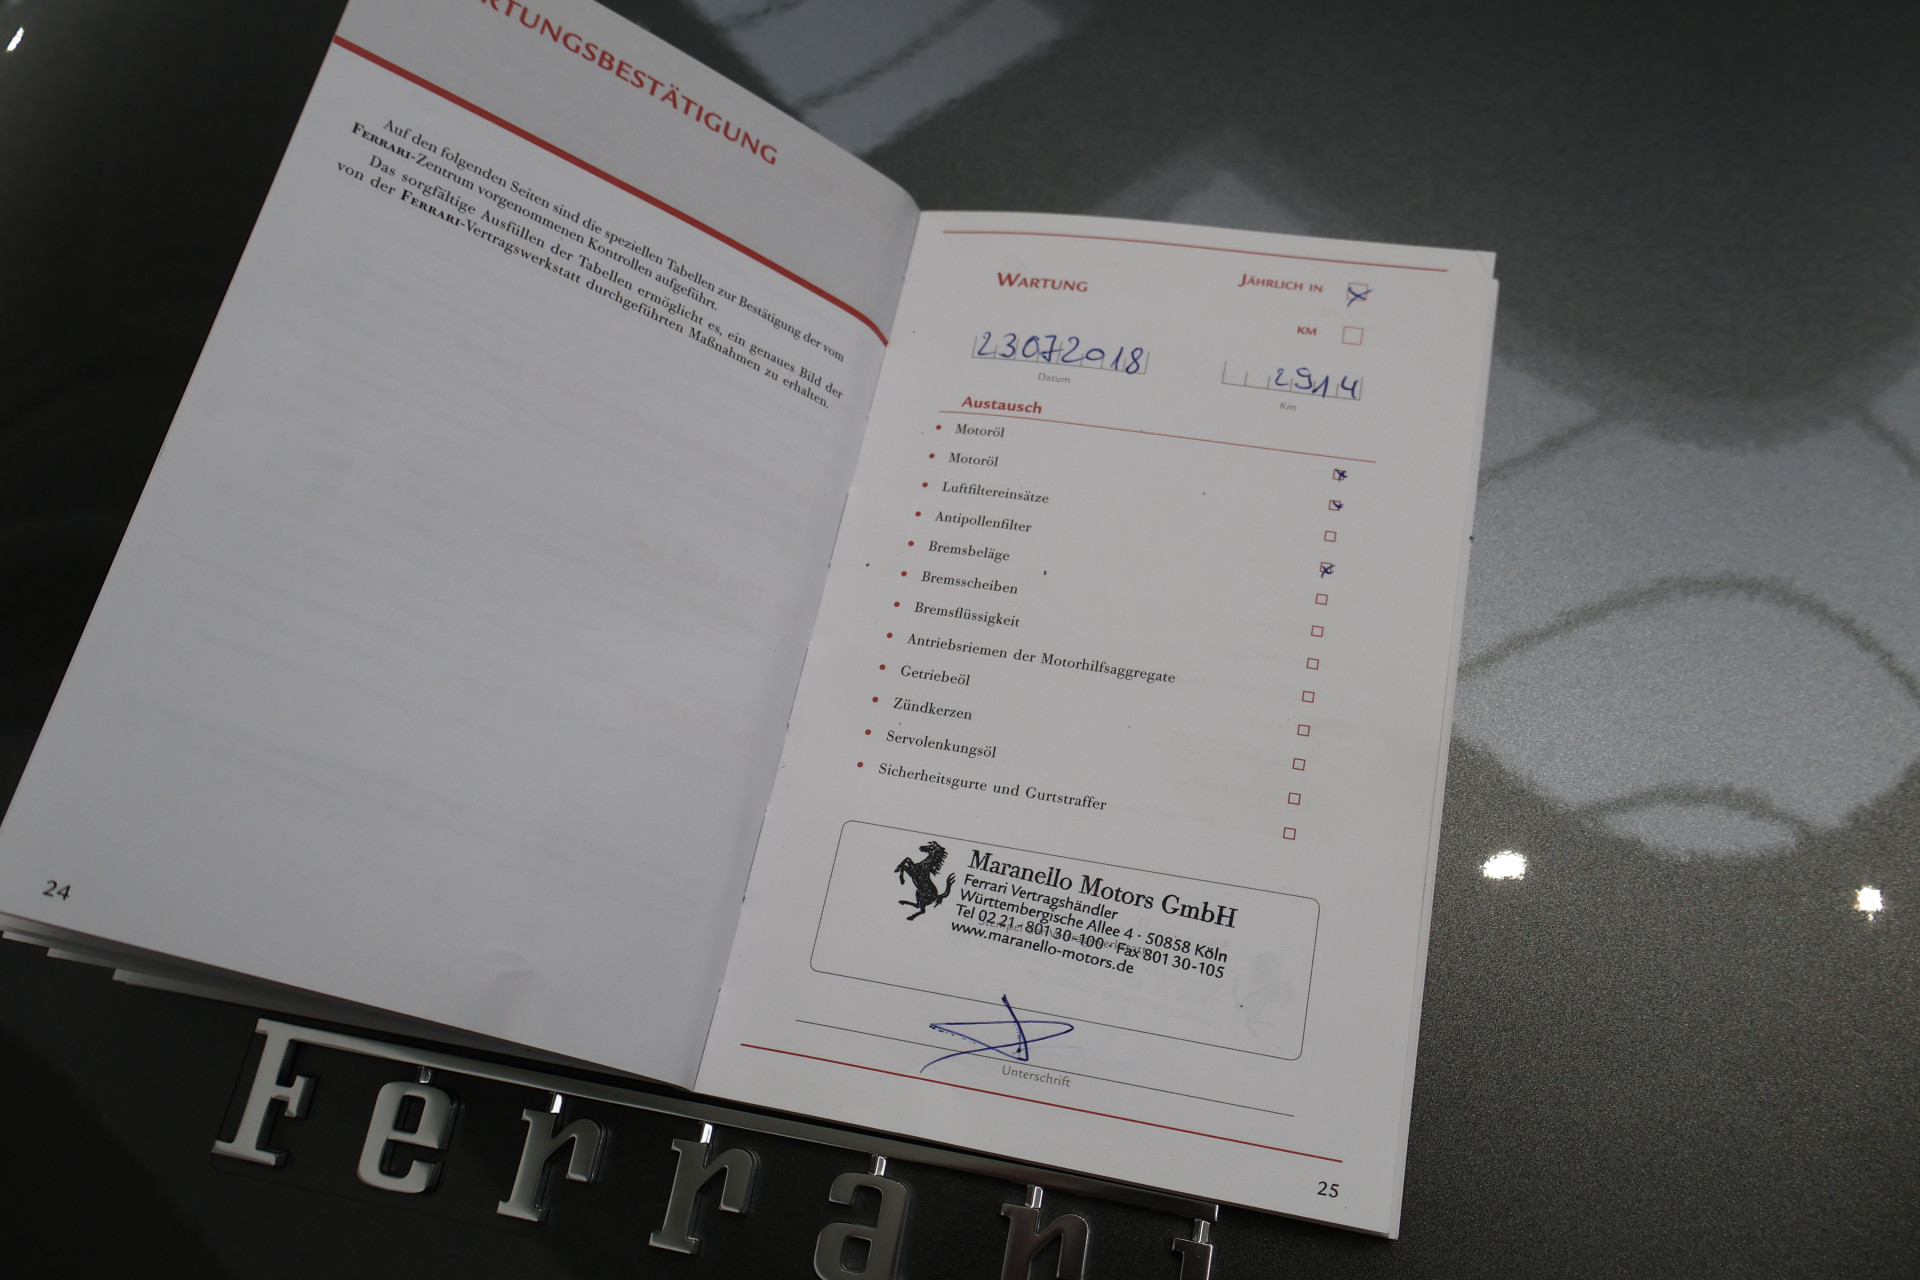 RTUNGSBESTÄTIGUNG
Auf den folgenden Seiten sind die speziellen Tabellen zur Bestätigung der vom
FERRARI-Zentrum vorgenommenen Kontrollen aufgeführt.
Das sorgfältige Ausfüllen der Tabellen ermöglicht es, ein genaues Bild der
von der FERRARI-Vertragswerkstatt durchgeführten Maßnahmen zu erhalten.
24
WARTUNG
JÄHRLICH IN
KM
23072018
Datum
2914
Km
Austausch
• Motoröl
• Motoröl
• Luftfiltereinsätze
• Antipollenfilter
• Bremsbeläge
• Bremsscheiben
• Bremsflüssigkeit
• Antriebsriemen der Motorhilfsaggregate
• Getriebeöl
• Zündkerzen
• Servolenkungsöl
• Sicherheitsgurte und Gurtstraffer
Maranello Motors GmbH
Ferrari Vertragshändler
Württembergische Allee 4 · 50858 Köln
Tel 02 21 - 801 30 -100 · Fax 801 30 -105
www.maranello-motors.de
Unterschrift
25
Ferrari